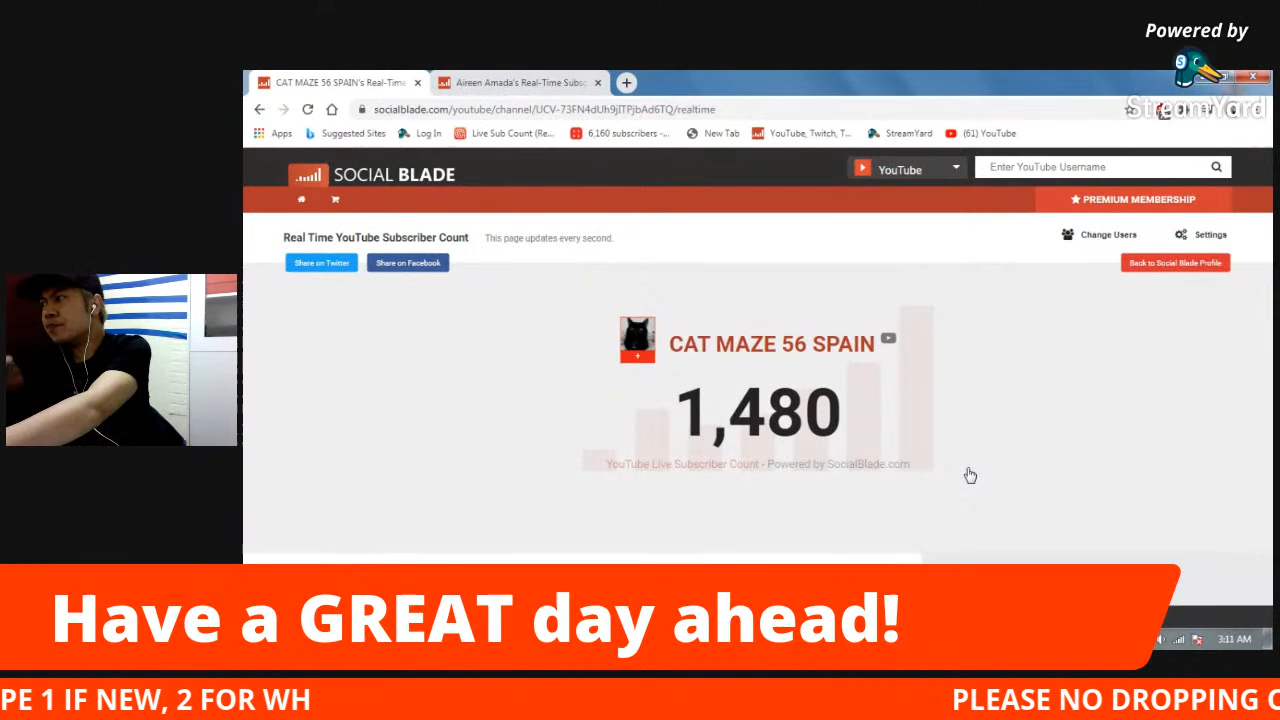 Powered by
StreamYard
CAT MAZE 56 SPAIN's Real-Time
Aireen Amada's Real-Time Subsc
socialblade.com/youtube/channel/UCV-73FN4dUh9jlTPjbAd6TQ/realtime
Apps Suggested Sites Log In Live Sub Count (Re... 6,160 subscribers -... New Tab YouTube, Twitch, T... StreamYard (61) YouTube
SOCIAL BLADE YouTube Enter YouTube Username
PREMIUM MEMBERSHIP
Real Time YouTube Subscriber Count This page updates every second. Change Users Settings
Share on Twitter Share on Facebook Back to Social Blade Profile
CAT MAZE 56 SPAIN
1,480
YouTube Live Subscriber Count - Powered by SocialBlade.com
Have a GREAT day ahead!
3:11 AM
PE 1 IF NEW, 2 FOR WH PLEASE NO DROPPING